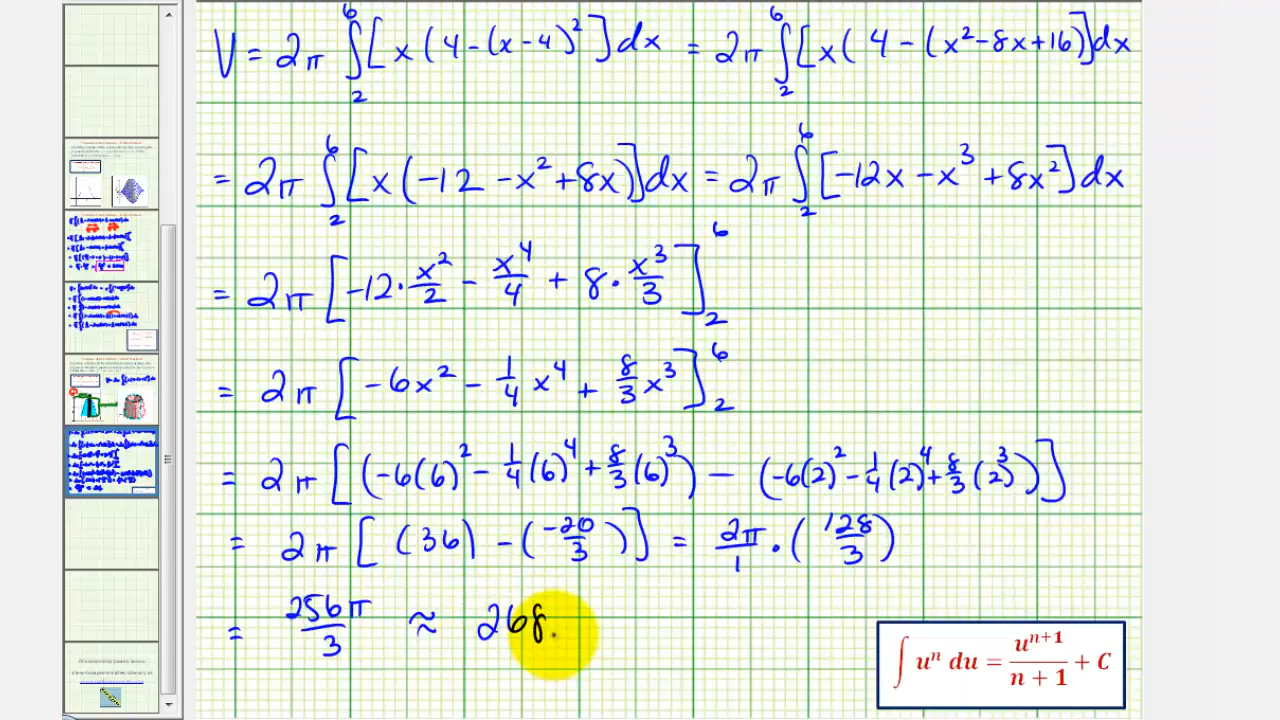 V = 2π ∫₂⁶ [x(4-(x-4)²]dx = 2π ∫₂⁶ [x(4-(x²-8x+16)]dx
= 2π ∫₂⁶ [x(-12-x²+8x)]dx = 2π ∫₂⁶ [-12x-x³+8x²]dx
= 2π [-12·x²/2 - x⁴/4 + 8·x³/3]₂⁶
= 2π [-6x² - 1/4 x⁴ + 8/3 x³]₂⁶
= 2π [(-6(6)² - 1/4(6)⁴ + 8/3(6)³) - (-6(2)² - 1/4(2)⁴ + 8/3(2)³)]
= 2π [(36) - (-20/3)] = 2π/1 · (128/3)
= 256π/3 ≈ 268.
∫ uⁿ du = uⁿ⁺¹/n + 1 + C